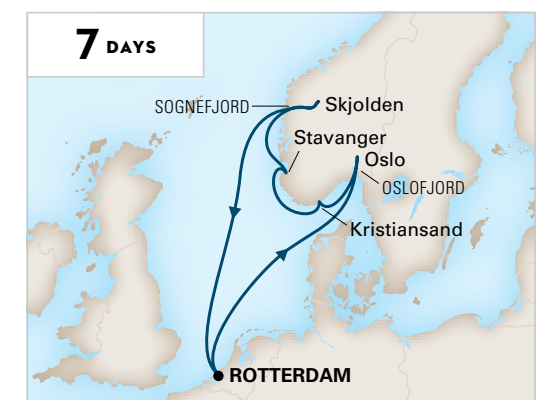 7 DAYS
SOGNEFJORD
Skjolden
Stavanger
Oslo
OSLOFJORD
Kristiansand
ROTTERDAM